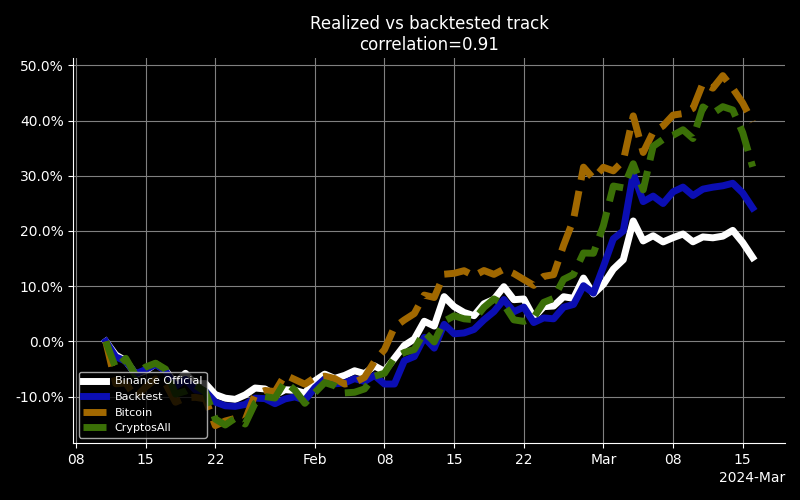 Realized vs backtested track
correlation=0.91
50.0%
40.0%
30.0%
20.0%
10.0%
0.0%
-10.0%
Binance Official
Backtest
Bitcoin
CryptosAll
08 15 22 Feb 08 15 22 Mar 08 15
2024-Mar